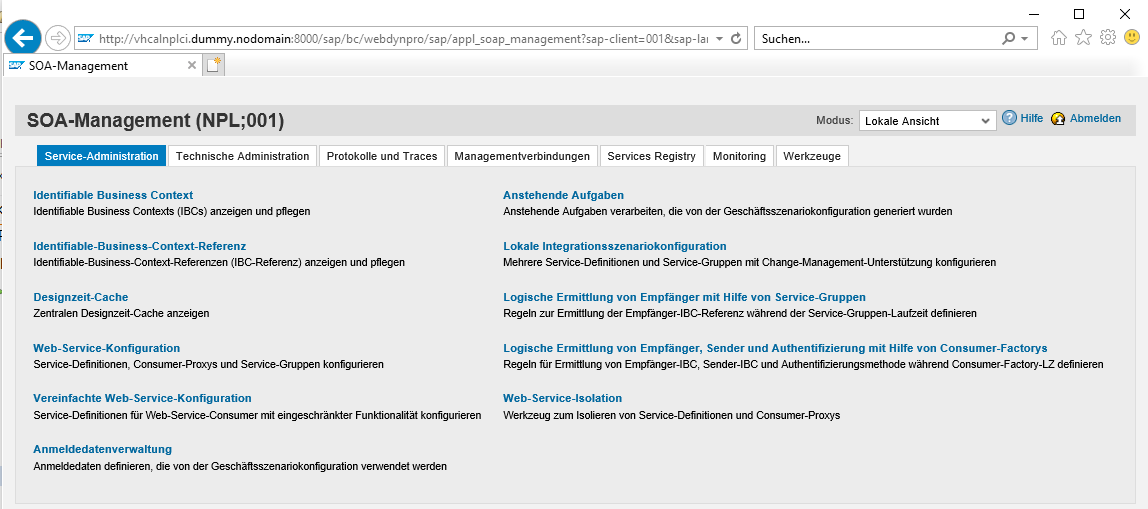 SAP http://vhcalnplci.dummy.nodomain:8000/sap/bc/webdynpro/sap/appl_soap_management?sap-client=001&sap-lan Suchen...
SAP SOA-Management
SOA-Management (NPL;001)
Modus: Lokale Ansicht Hilfe Abmelden
Service-Administration Technische Administration Protokolle und Traces Managementverbindungen Services Registry Monitoring Werkzeuge
Identifiable Business Context
Identifiable Business Contexts (IBCs) anzeigen und pflegen
Identifiable-Business-Context-Referenz
Identifiable-Business-Context-Referenzen (IBC-Referenz) anzeigen und pflegen
Designzeit-Cache
Zentralen Designzeit-Cache anzeigen
Web-Service-Konfiguration
Service-Definitionen, Consumer-Proxys und Service-Gruppen konfigurieren
Vereinfachte Web-Service-Konfiguration
Service-Definitionen für Web-Service-Consumer mit eingeschränkter Funktionalität konfigurieren
Anmeldedatenverwaltung
Anmeldedaten definieren, die von der Geschäftsszenariokonfiguration verwendet werden
Anstehende Aufgaben
Anstehende Aufgaben verarbeiten, die von der Geschäftsszenariokonfiguration generiert wurden
Lokale Integrationsszenariokonfiguration
Mehrere Service-Definitionen und Service-Gruppen mit Change-Management-Unterstützung konfigurieren
Logische Ermittlung von Empfänger mit Hilfe von Service-Gruppen
Regeln zur Ermittlung der Empfänger-IBC-Referenz während der Service-Gruppen-Laufzeit definieren
Logische Ermittlung von Empfänger, Sender und Authentifizierung mit Hilfe von Consumer-Factorys
Regeln für Ermittlung von Empfänger-IBC, Sender-IBC und Authentifizierungsmethode während Consumer-Factory-LZ definieren
Web-Service-Isolation
Werkzeug zum Isolieren von Service-Definitionen und Consumer-Proxys